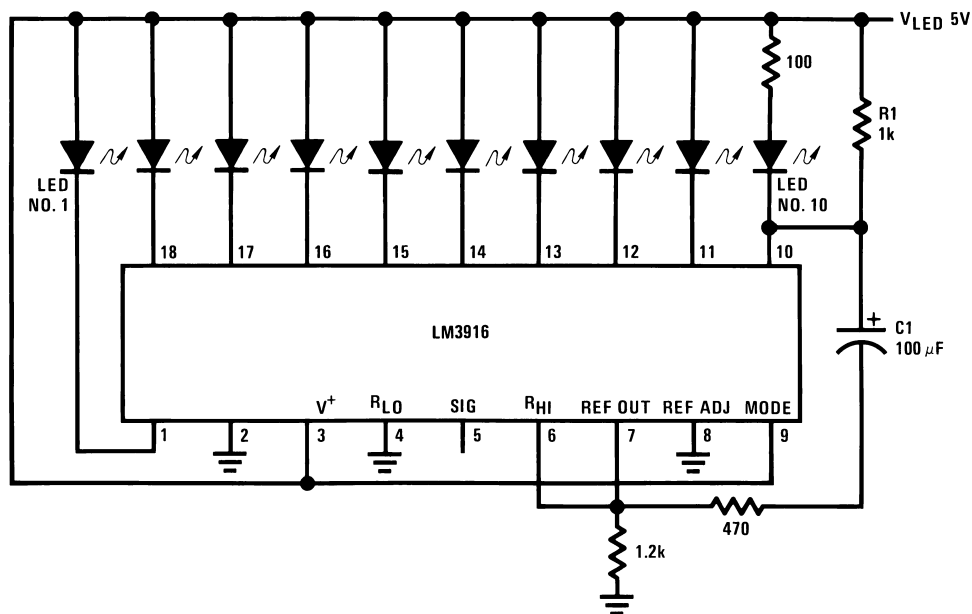 V LED 5V
100
R1
1k
LED
NO. 1
LED
NO. 10
18 17 16 15 14 13 12 11 10
LM3916
C1
100 μF
+
V+ RLO SIG RHI REF OUT REF ADJ MODE
1 2 3 4 5 6 7 8 9
470
1.2k